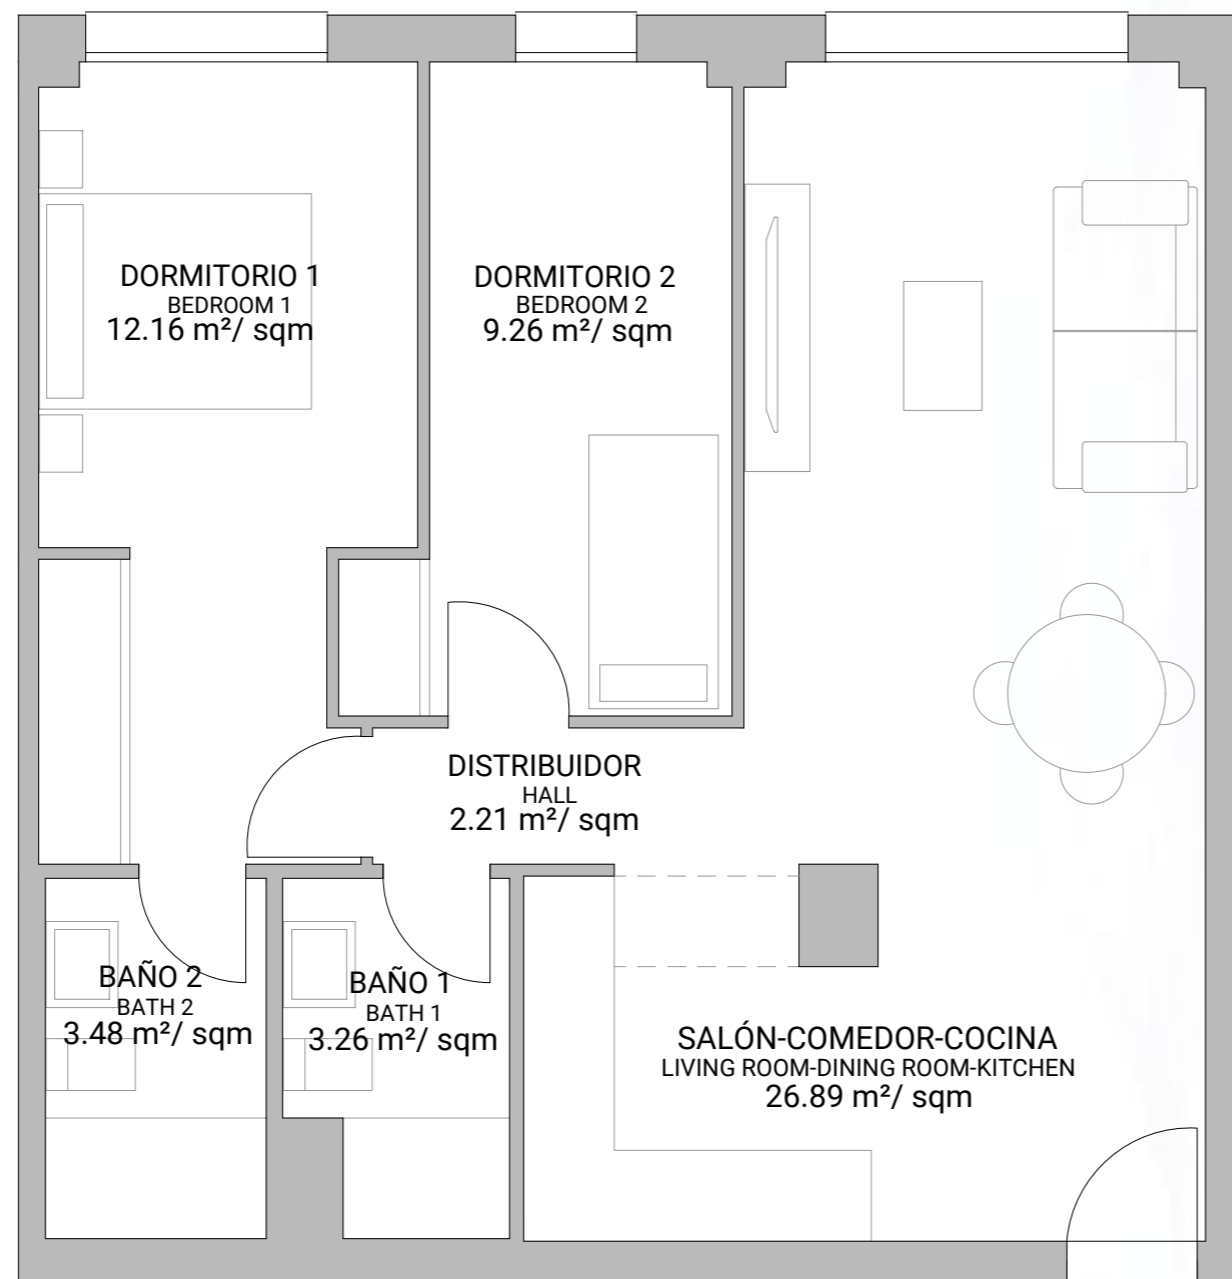 DORMITORIO 1
BEDROOM 1
12.16 m²/ sqm
DORMITORIO 2
BEDROOM 2
9.26 m²/ sqm
DISTRIBUIDOR
HALL
2.21 m²/ sqm
BAÑO 2
BATH 2
3.48 m²/ sqm
BAÑO 1
BATH 1
3.26 m²/ sqm
SALÓN-COMEDOR-COCINA
LIVING ROOM-DINING ROOM-KITCHEN
26.89 m²/ sqm